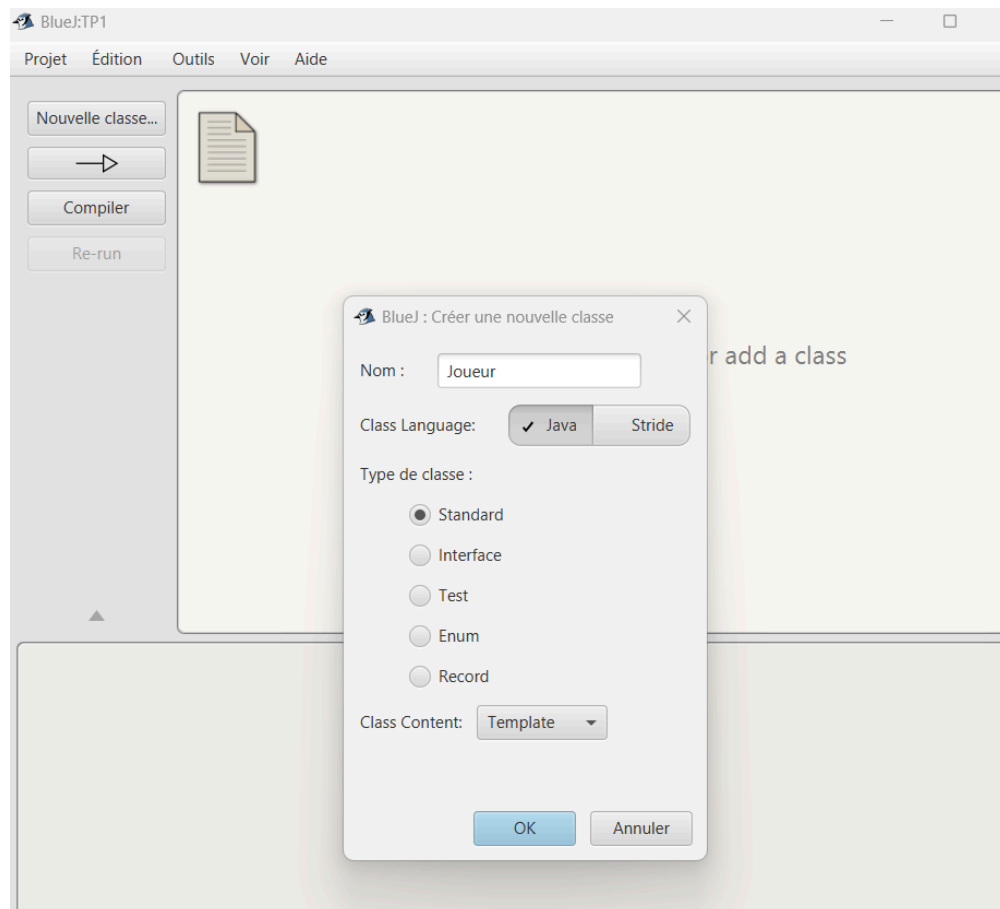 BlueJ:TP1
Projet Édition Outils Voir Aide
Nouvelle classe...
Compiler
Re-run
BlueJ : Créer une nouvelle classe
r add a class
Nom : Joueur
Class Language: Java Stride
Type de classe :
Standard
Interface
Test
Enum
Record
Class Content: Template
OK Annuler